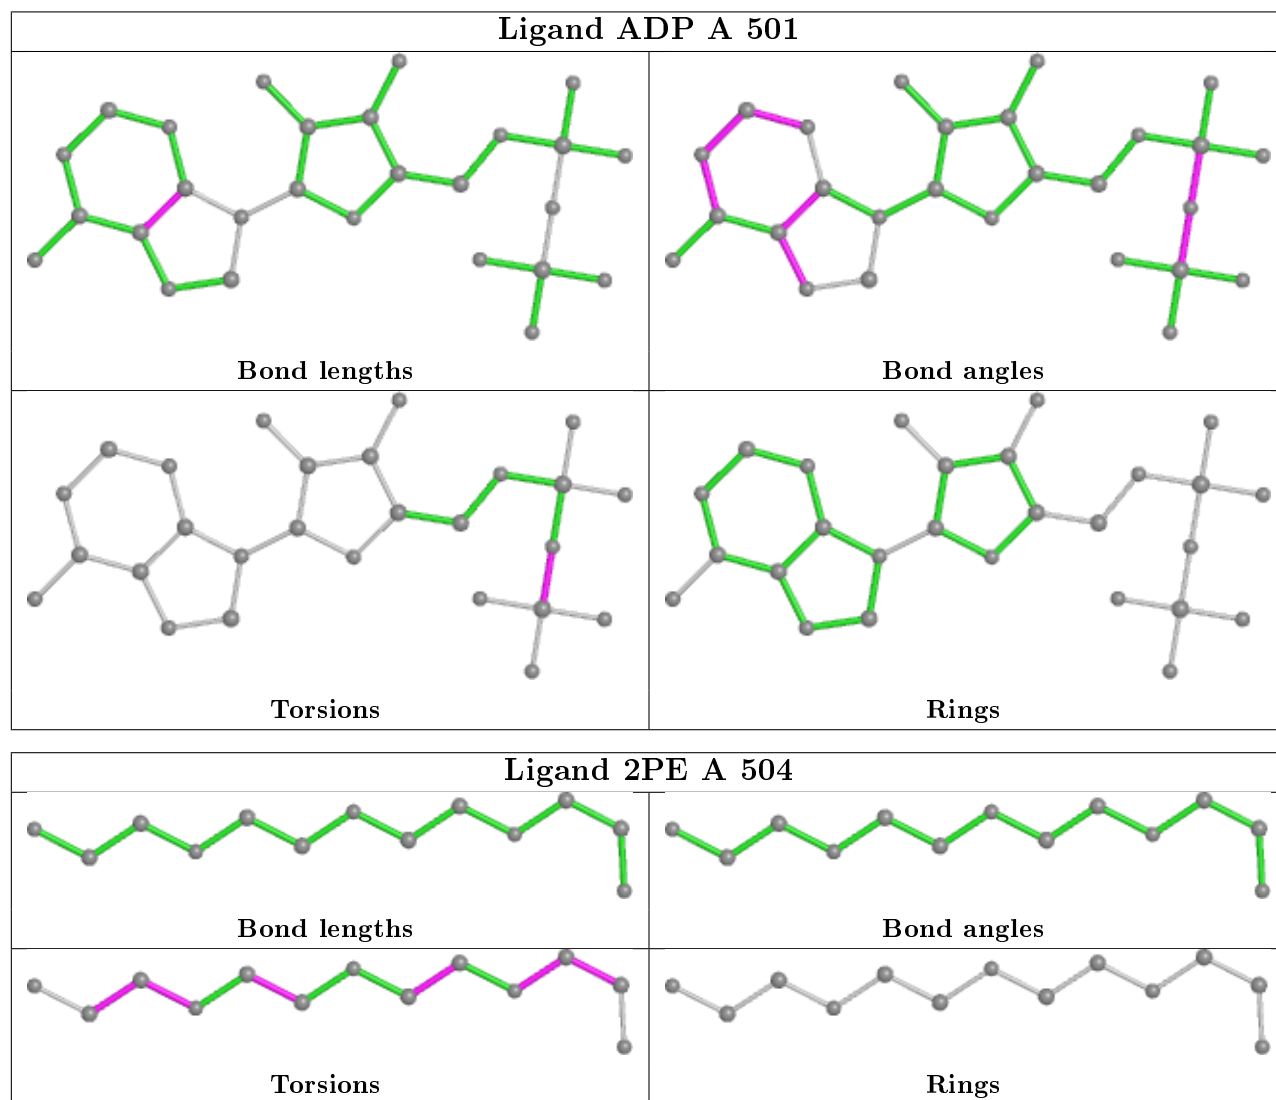 Ligand ADP A 501
Bond lengths
Bond angles
Torsions
Rings
Ligand 2PE A 504
Bond lengths
Bond angles
Torsions
Rings